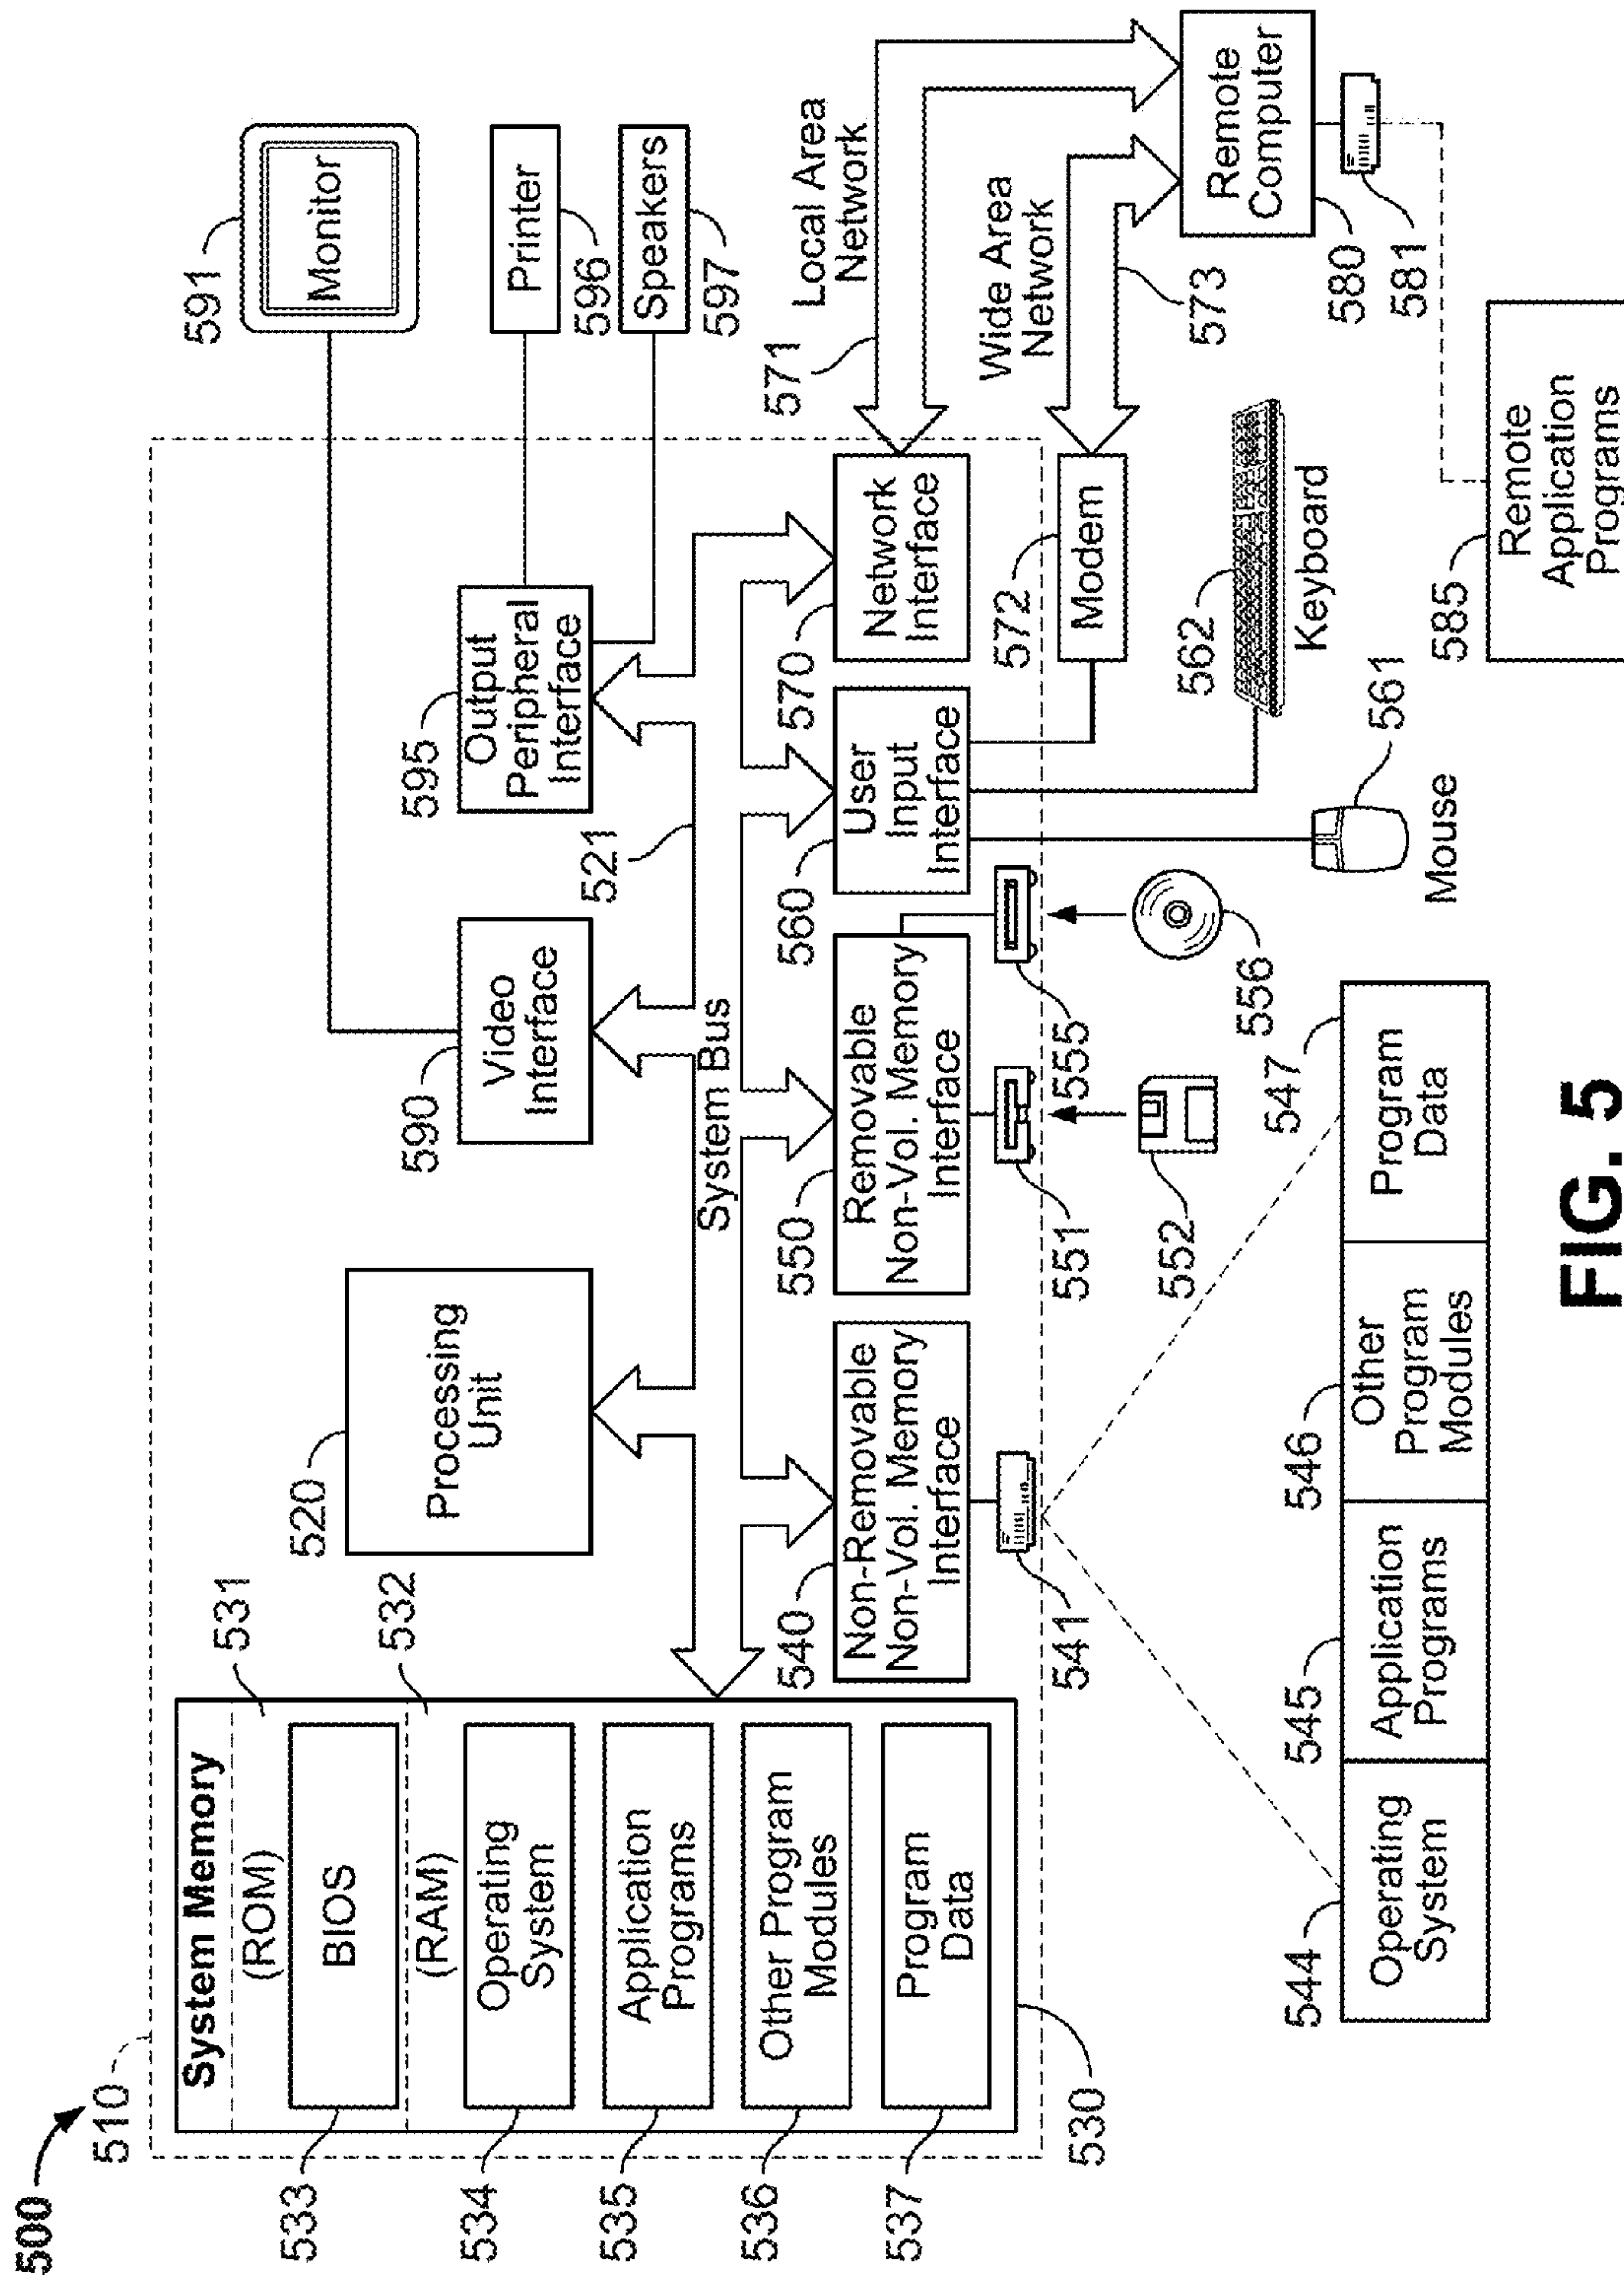 500
510
System Memory
(ROM)
531
533
BIOS
532
(RAM)
534
Operating
System
535
Application
Programs
536
Other Program
Modules
537
Program
Data
530
520
Processing
Unit
590
Video
Interface
595
Output
Peripheral
Interface
591
Monitor
Printer
596
Speakers
597
521
System Bus
540
Non-Removable
Non-Vol. Memory
Interface
550
Removable
Non-Vol. Memory
Interface
560
User
Input
Interface
570
Network
Interface
571
Local Area
Network
541
551
555
572
Modem
Wide Area
Network
573
Remote
Computer
580
581
552
556
562
Keyboard
561
Mouse
544
Operating
System
545
Application
Programs
546
Other
Program
Modules
547
Program
Data
585
Remote
Application
Programs
FIG. 5